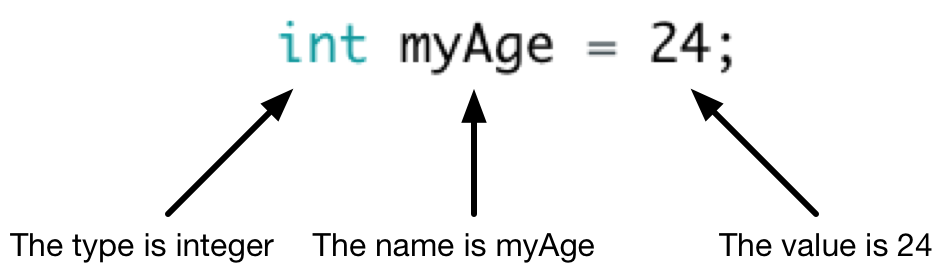 int myAge = 24;
The type is integer
The name is myAge
The value is 24